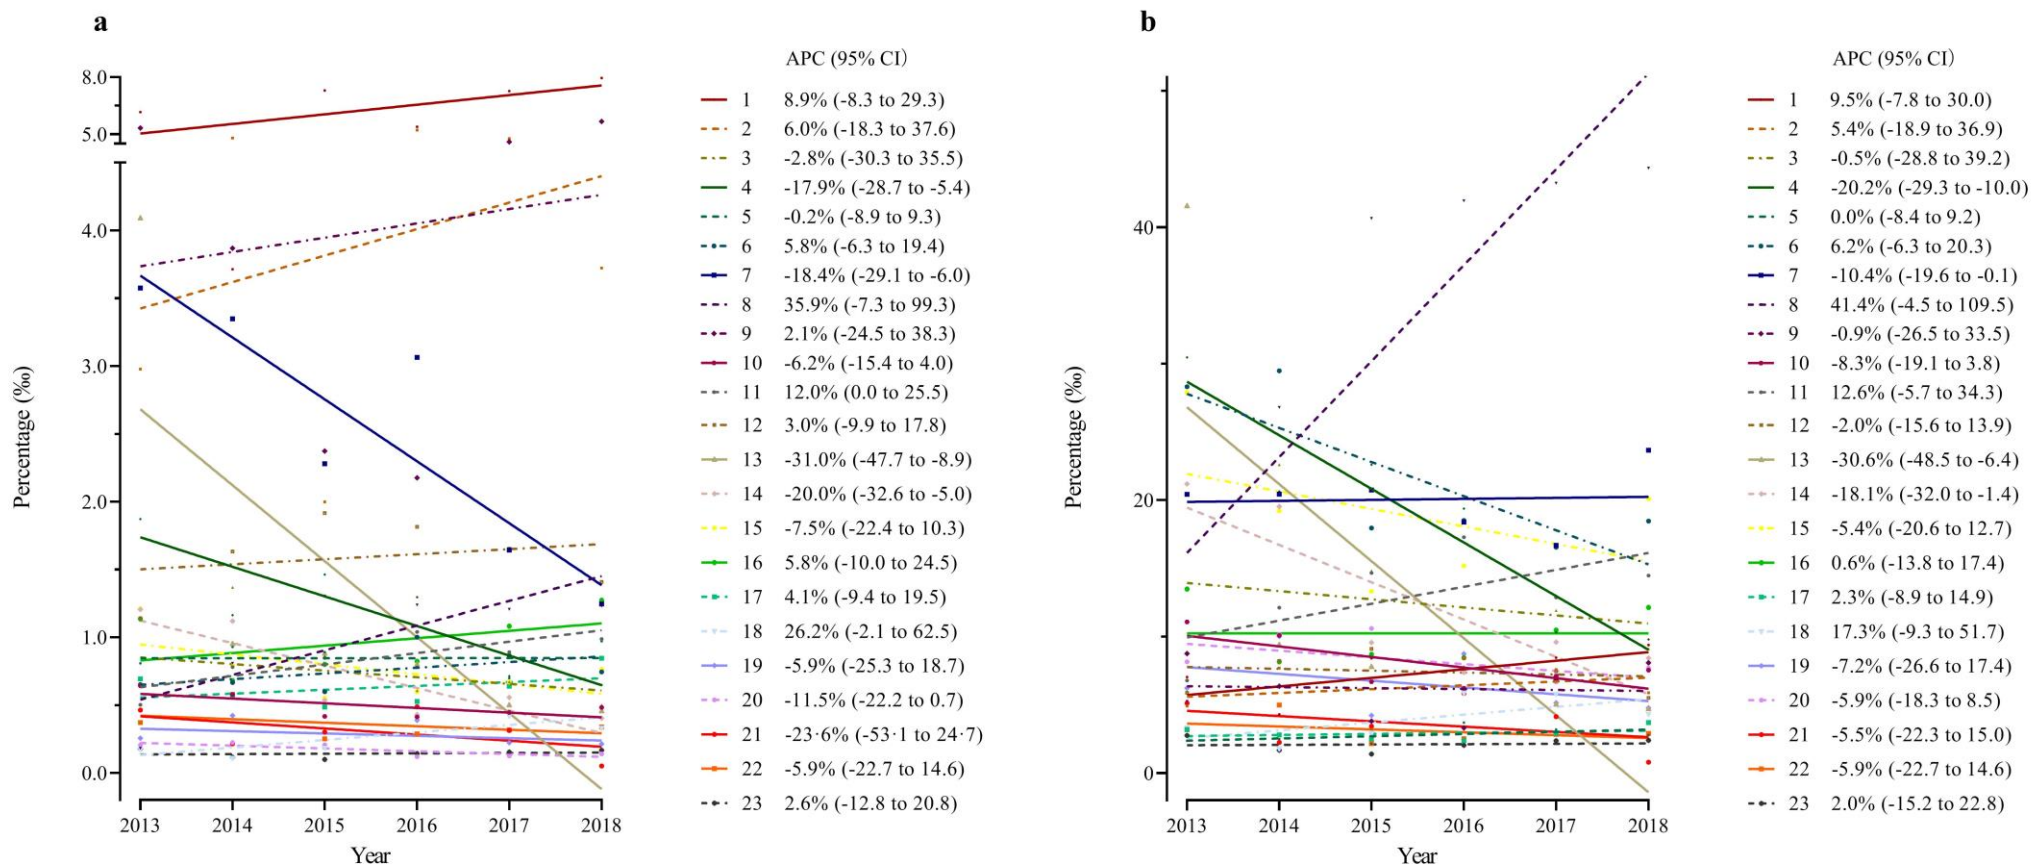 a
Percentage (‰)
8.0
5.0
4.0
3.0
2.0
1.0
0.0
2013 2014 2015 2016 2017 2018
Year
APC (95% CI)
1 8.9% (-8.3 to 29.3)
2 6.0% (-18.3 to 37.6)
3 -2.8% (-30.3 to 35.5)
4 -17.9% (-28.7 to -5.4)
5 -0.2% (-8.9 to 9.3)
6 5.8% (-6.3 to 19.4)
7 -18.4% (-29.1 to -6.0)
8 35.9% (-7.3 to 99.3)
9 2.1% (-24.5 to 38.3)
10 -6.2% (-15.4 to 4.0)
11 12.0% (0.0 to 25.5)
12 3.0% (-9.9 to 17.8)
13 -31.0% (-47.7 to -8.9)
14 -20.0% (-32.6 to -5.0)
15 -7.5% (-22.4 to 10.3)
16 5.8% (-10.0 to 24.5)
17 4.1% (-9.4 to 19.5)
18 26.2% (-2.1 to 62.5)
19 -5.9% (-25.3 to 18.7)
20 -11.5% (-22.2 to 0.7)
21 -23·6% (-53·1 to 24·7)
22 -5.9% (-22.7 to 14.6)
23 2.6% (-12.8 to 20.8)
b
Percentage (‰)
40
20
0
2013 2014 2015 2016 2017 2018
Year
APC (95% CI)
1 9.5% (-7.8 to 30.0)
2 5.4% (-18.9 to 36.9)
3 -0.5% (-28.8 to 39.2)
4 -20.2% (-29.3 to -10.0)
5 0.0% (-8.4 to 9.2)
6 6.2% (-6.3 to 20.3)
7 -10.4% (-19.6 to -0.1)
8 41.4% (-4.5 to 109.5)
9 -0.9% (-26.5 to 33.5)
10 -8.3% (-19.1 to 3.8)
11 12.6% (-5.7 to 34.3)
12 -2.0% (-15.6 to 13.9)
13 -30.6% (-48.5 to -6.4)
14 -18.1% (-32.0 to -1.4)
15 -5.4% (-20.6 to 12.7)
16 0.6% (-13.8 to 17.4)
17 2.3% (-8.9 to 14.9)
18 17.3% (-9.3 to 51.7)
19 -7.2% (-26.6 to 17.4)
20 -5.9% (-18.3 to 8.5)
21 -5.5% (-22.3 to 15.0)
22 -5.9% (-22.7 to 14.6)
23 2.0% (-15.2 to 22.8)